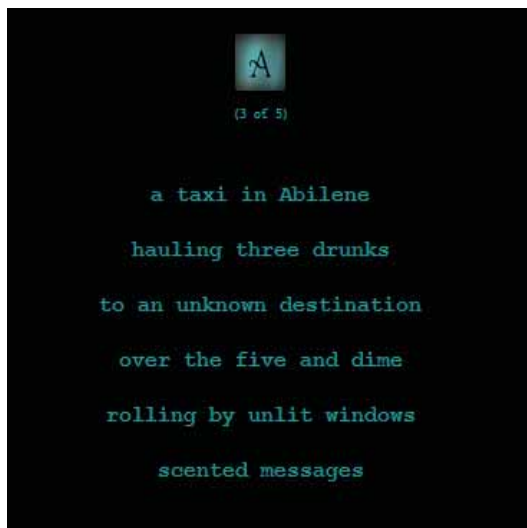 A
(3 of 5)
a taxi in Abilene
hauling three drunks
to an unknown destination
over the five and dime
rolling by unlit windows
scented messages